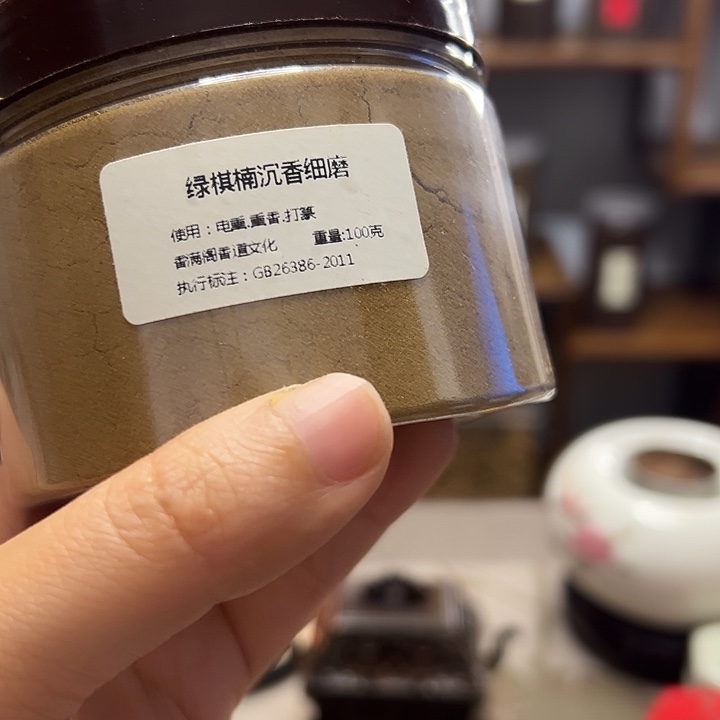 绿棋楠沉香细磨
使用：电熏.熏香.打篆
香满阁香道文化 重量:100克
执行标注：GB26386-2011